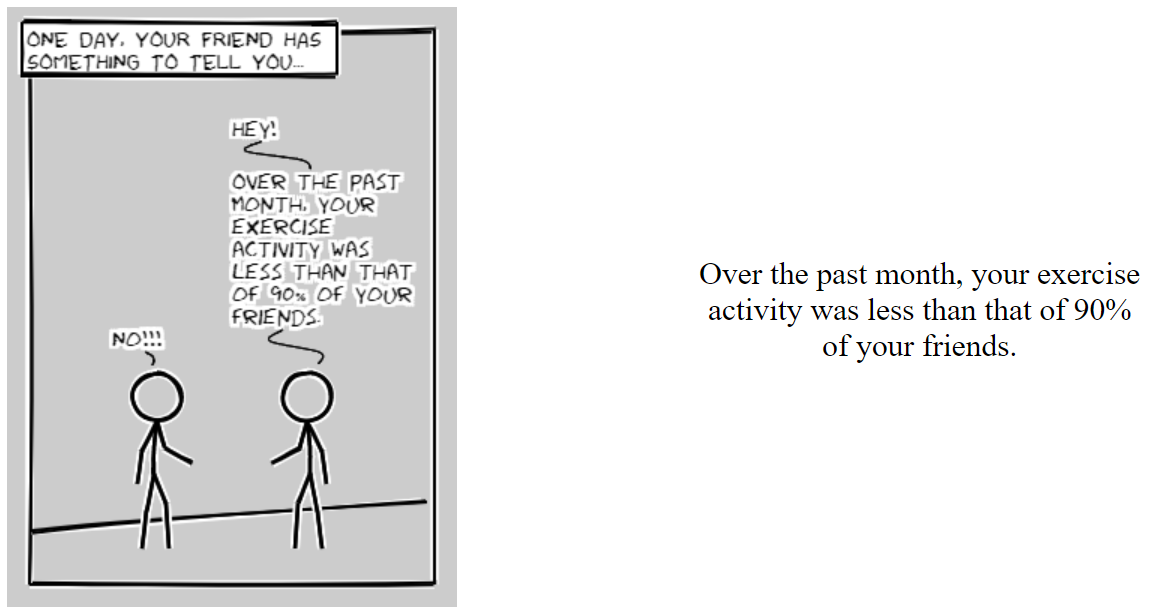 ONE DAY, YOUR FRIEND HAS
SOMETHING TO TELL YOU...
HEY!
OVER THE PAST
MONTH, YOUR
EXERCISE
ACTIVITY WAS
LESS THAN THAT
OF 90% OF YOUR
FRIENDS.
NO!!!
Over the past month, your exercise
activity was less than that of 90%
of your friends.